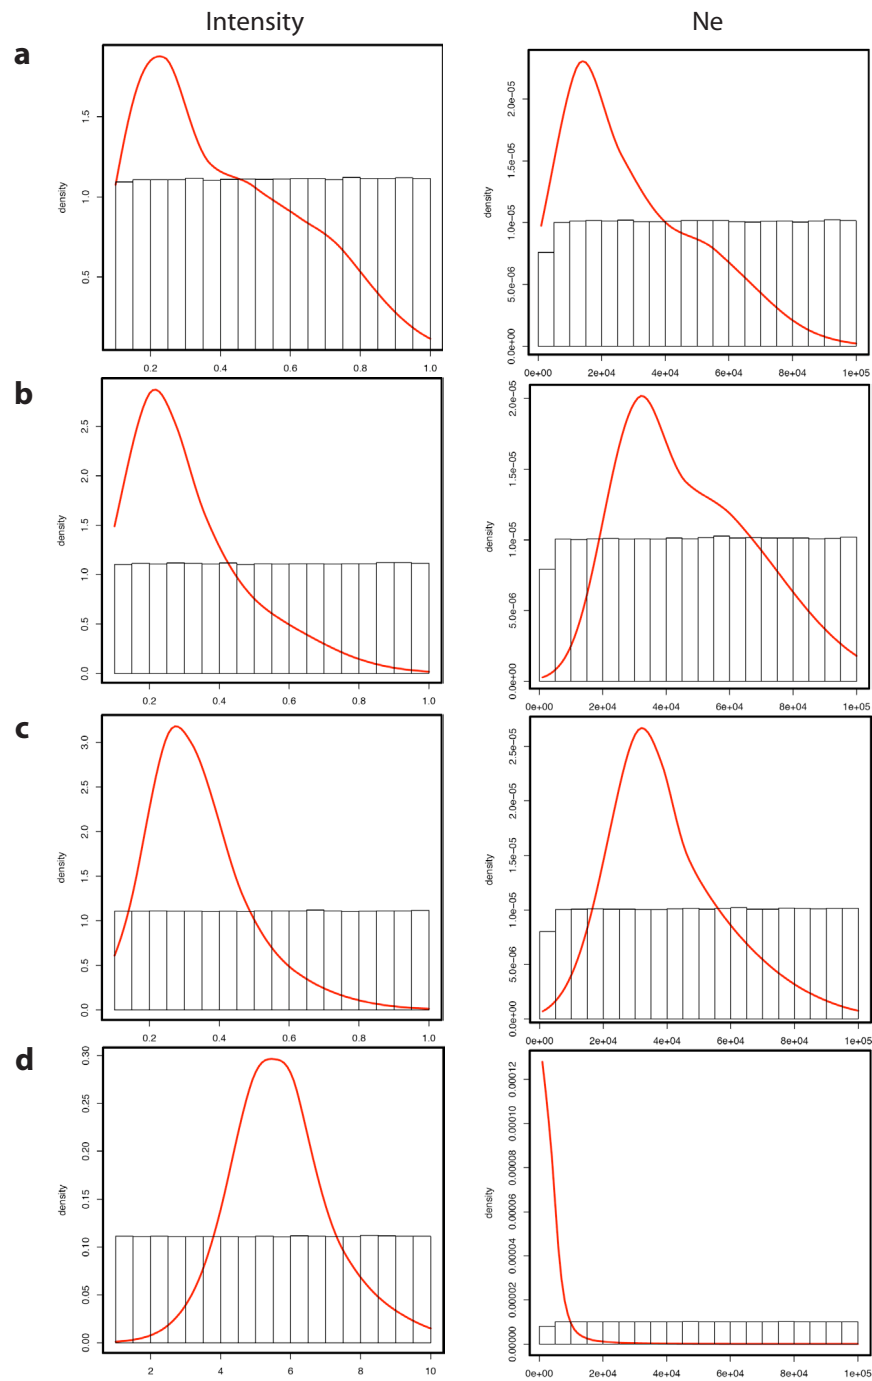 Intensity Ne
a
density
0.5 1.0 1.5
0.2 0.4 0.6 0.8 1.0
density
0.0e+00 5.0e-06 1.0e-05 1.5e-05 2.0e-05
0e+00 2e+04 4e+04 6e+04 8e+04 1e+05
b
density
0.0 0.5 1.0 1.5 2.0 2.5
0.2 0.4 0.6 0.8 1.0
density
0.0e+00 5.0e-06 1.0e-05 1.5e-05 2.0e-05
0e+00 2e+04 4e+04 6e+04 8e+04 1e+05
c
density
0.0 0.5 1.0 1.5 2.0 2.5 3.0
0.2 0.4 0.6 0.8 1.0
density
0.0e+00 5.0e-06 1.0e-05 1.5e-05 2.0e-05 2.5e-05
0e+00 2e+04 4e+04 6e+04 8e+04 1e+05
d
density
0.00 0.05 0.10 0.15 0.20 0.25 0.30
2 4 6 8 10
density
0.00000 0.00002 0.00004 0.00006 0.00008 0.00010 0.00012
0e+00 2e+04 4e+04 6e+04 8e+04 1e+05